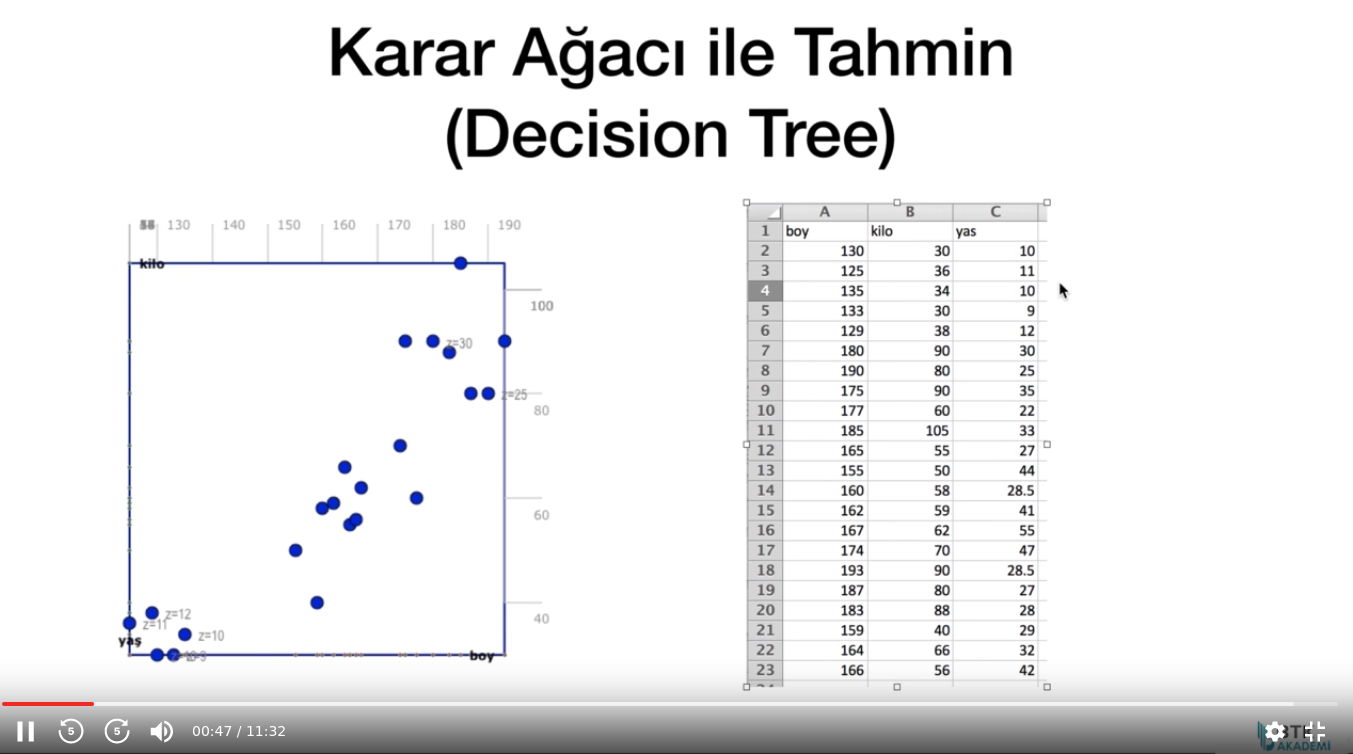 Karar Ağacı ile Tahmin
(Decision Tree)
130 140 150 160 170 180 190
kilo
100
z=30
z=25
80
60
z=12
z=11
40
z=10
yaş
boy
A B C
1 boy kilo yas
2 130 30 10
3 125 36 11
4 135 34 10
5 133 30 9
6 129 38 12
7 180 90 30
8 190 80 25
9 175 90 35
10 177 60 22
11 185 105 33
12 165 55 27
13 155 50 44
14 160 58 28.5
15 162 59 41
16 167 62 55
17 174 70 47
18 193 90 28.5
19 187 80 27
20 183 88 28
21 159 40 29
22 164 66 32
23 166 56 42
5 5 00:47 / 11:32
BTK
AKADEMİ